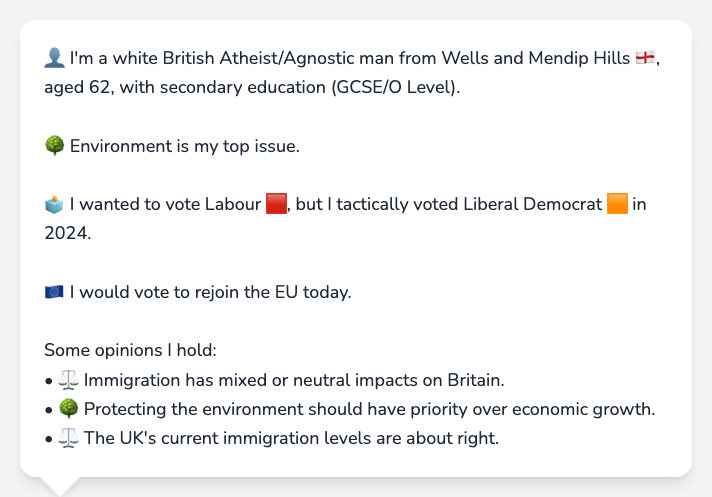 👤 I'm a white British Atheist/Agnostic man from Wells and Mendip Hills 🏴󠁧󠁢󠁥󠁮󠁧󠁿,
aged 62, with secondary education (GCSE/O Level).
🌳 Environment is my top issue.
🗳️ I wanted to vote Labour 🟥, but I tactically voted Liberal Democrat 🟧 in
2024.
🇪🇺 I would vote to rejoin the EU today.
Some opinions I hold:
• ⚖️ Immigration has mixed or neutral impacts on Britain.
• 🌳 Protecting the environment should have priority over economic growth.
• ⚖️ The UK's current immigration levels are about right.